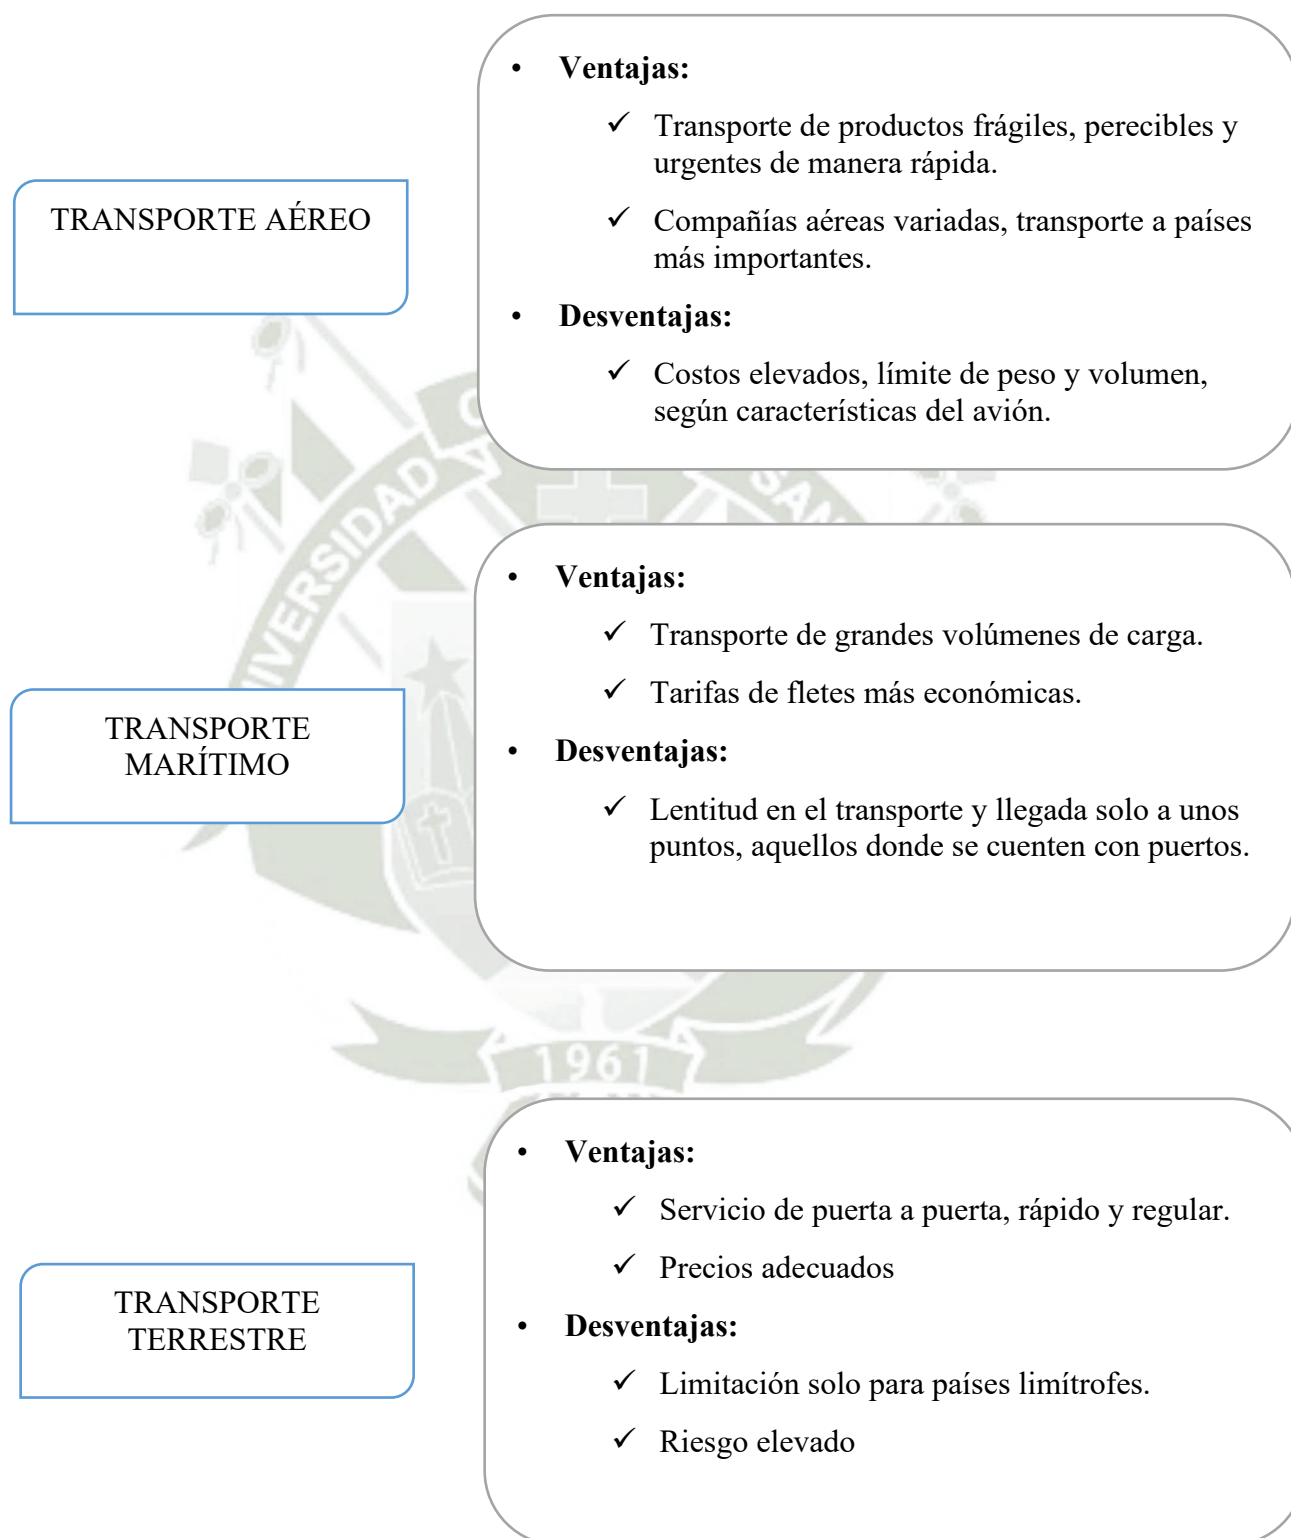 • Ventajas:
✓ Transporte de productos frágiles, perecibles y
urgentes de manera rápida.
TRANSPORTE AÉREO
✓ Compañías aéreas variadas, transporte a países
más importantes.
• Desventajas:
✓ Costos elevados, límite de peso y volumen,
según características del avión.
UNIVERSIDAD
• Ventajas:
✓ Transporte de grandes volúmenes de carga.
✓ Tarifas de fletes más económicas.
TRANSPORTE
MARÍTIMO
• Desventajas:
✓ Lentitud en el transporte y llegada solo a unos
puntos, aquellos donde se cuenten con puertos.
1961
• Ventajas:
✓ Servicio de puerta a puerta, rápido y regular.
✓ Precios adecuados
TRANSPORTE
TERRESTRE
• Desventajas:
✓ Limitación solo para países limítrofes.
✓ Riesgo elevado